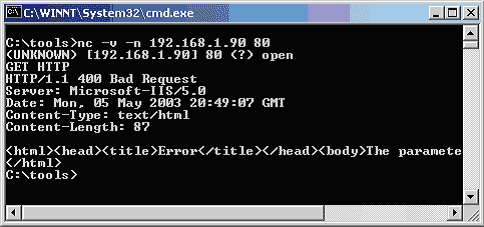 C:\WINNT\System32\cmd.exe
C:\tools>nc -v -n 192.168.1.90 80
(UNKNOWN) [192.168.1.90] 80 (?) open
GET HTTP
HTTP/1.1 400 Bad Request
Server: Microsoft-IIS/5.0
Date: Mon, 05 May 2003 20:49:07 GMT
Content-Type: text/html
Content-Length: 87
<html><head><title>Error</title></head><body>The paramete
</html>
C:\tools>